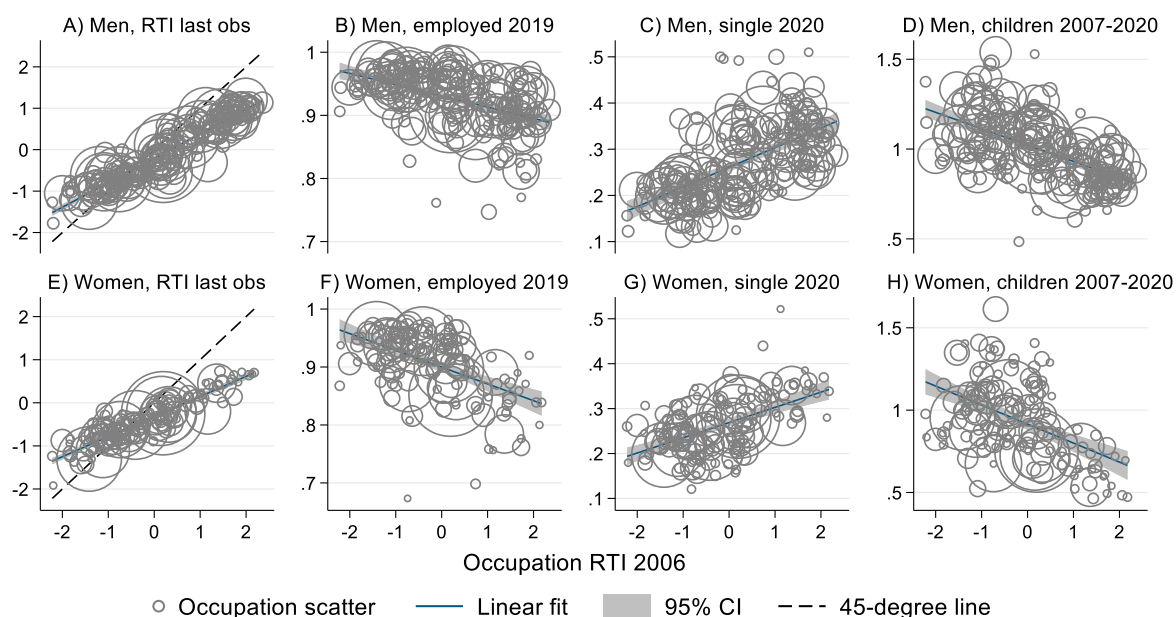 A) Men, RTI last obs
B) Men, employed 2019
C) Men, single 2020
D) Men, children 2007-2020
2
1
0
-1
-2
1
.9
.8
.7
.5
.4
.3
.2
.1
1.5
1
.5
E) Women, RTI last obs
F) Women, employed 2019
G) Women, single 2020
H) Women, children 2007-2020
2
1
0
-1
-2
1
.9
.8
.7
.5
.4
.3
.2
.1
1.5
1
.5
-2 -1 0 1 2
-2 -1 0 1 2
-2 -1 0 1 2
-2 -1 0 1 2
Occupation RTI 2006
Occupation scatter
Linear fit
95% CI
45-degree line